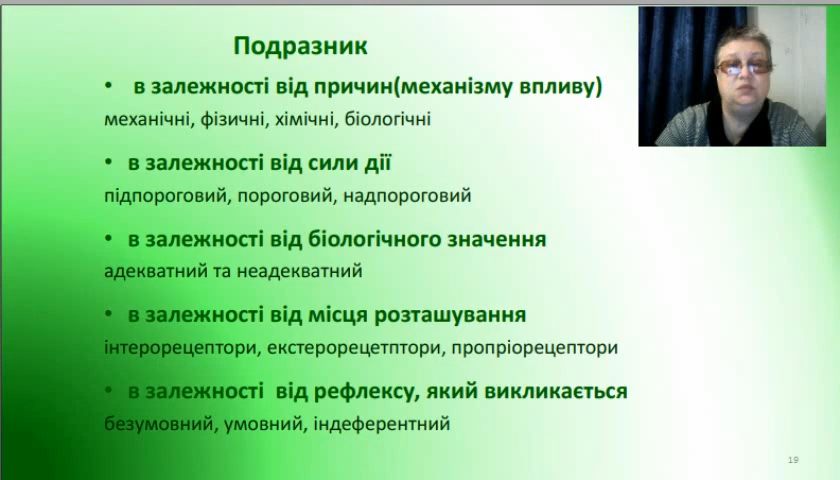 Подразник
• в залежності від причин(механізму впливу)
механічні, фізичні, хімічні, біологічні
• в залежності від сили дії
підпороговий, пороговий, надпороговий
• в залежності від біологічного значення
адекватний та неадекватний
• в залежності від місця розташування
інтерорецептори, екстерорецетптори, пропріорецептори
• в залежності від рефлексу, який викликається
безумовний, умовний, індеферентний
19